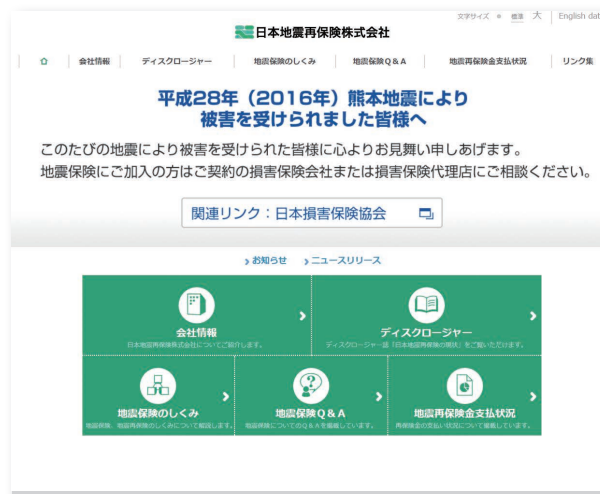 文字サイズ 標準 大 English
日本地震再保険株式会社
会社情報 ディスクロージャー 地震保険のしくみ 地震保険Q&A 地震再保険金支払状況 リンク集
平成28年(2016年)熊本地震により
被害を受けられました皆様へ
このたびの地震により被害を受けられた皆様に心よりお見舞い申しあげます。
地震保険にご加入の方はご契約の損害保険会社または損害保険代理店にご相談ください。
関連リンク:日本損害保険協会
お知らせ ニュースリリース
会社情報
日本地震再保険株式会社についてご紹介します。
ディスクロージャー
ディスクロージャー誌「日本地震再保険の現状」をご覧いただけます。
地震保険のしくみ
地震保険、地震再保険のしくみについて解説します。
地震保険Q&A
地震保険についてのQ&Aを掲載しています。
地震再保険金支払状況
再保険金の支払い状況について掲載しています。